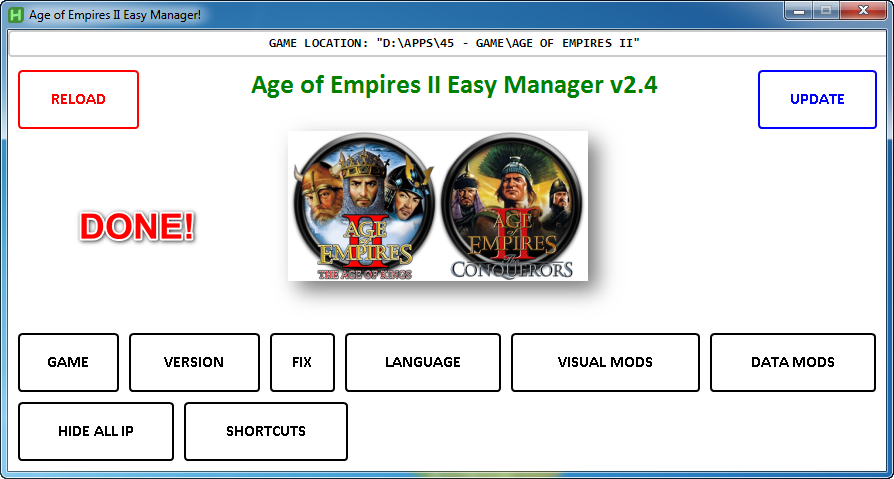 Age of Empires II Easy Manager!
GAME LOCATION: "D:\APPS\45 - GAME\AGE OF EMPIRES II"
RELOAD
Age of Empires II Easy Manager v2.4
UPDATE
DONE!
II
AGE
of
EMPIRES
THE AGE OF KINGS
II
AGE
of
EMPIRES
The
CONQUERORS
GAME
VERSION
FIX
LANGUAGE
VISUAL MODS
DATA MODS
HIDE ALL IP
SHORTCUTS